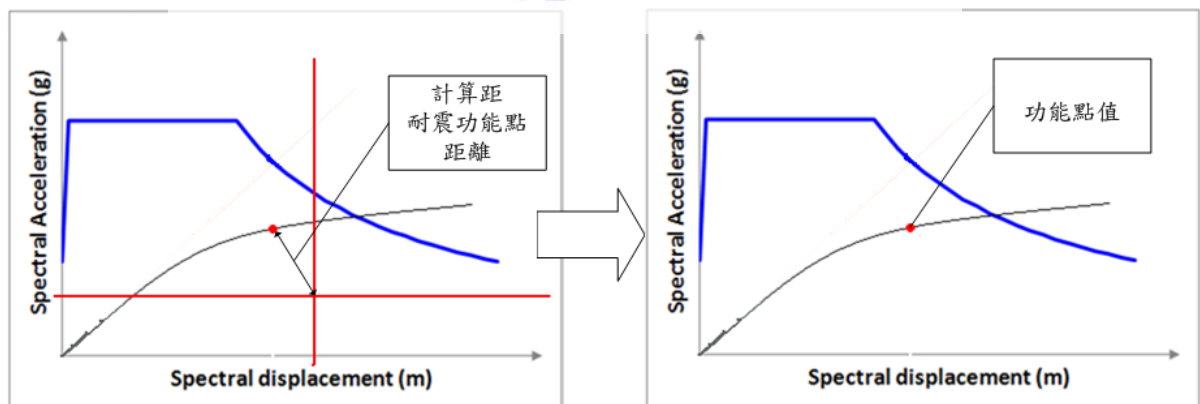 Spectral Acceleration (g)
計算距
耐震功能點
距離
Spectral displacement (m)
Spectral Acceleration (g)
功能點值
Spectral displacement (m)